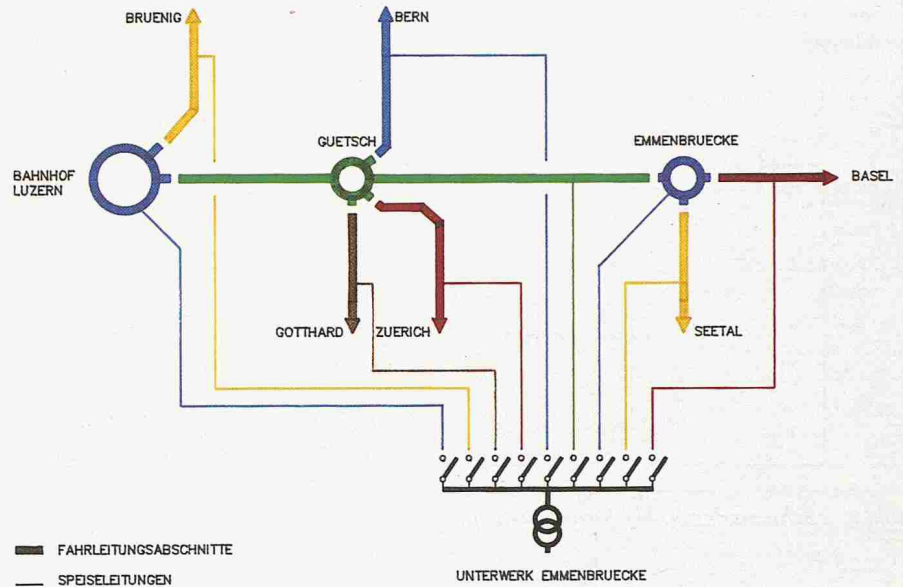 BRUENIG
BERN
GUETSCH
EMMENBRUECKE
BAHNHOF
LUZERN
BASEL
GOTTHARD
ZUERICH
SEETAL
FAHRLEITUNGSABSCHNITTE
SPEISELEITUNGEN
UNTERWERK EMMENBRUECKE